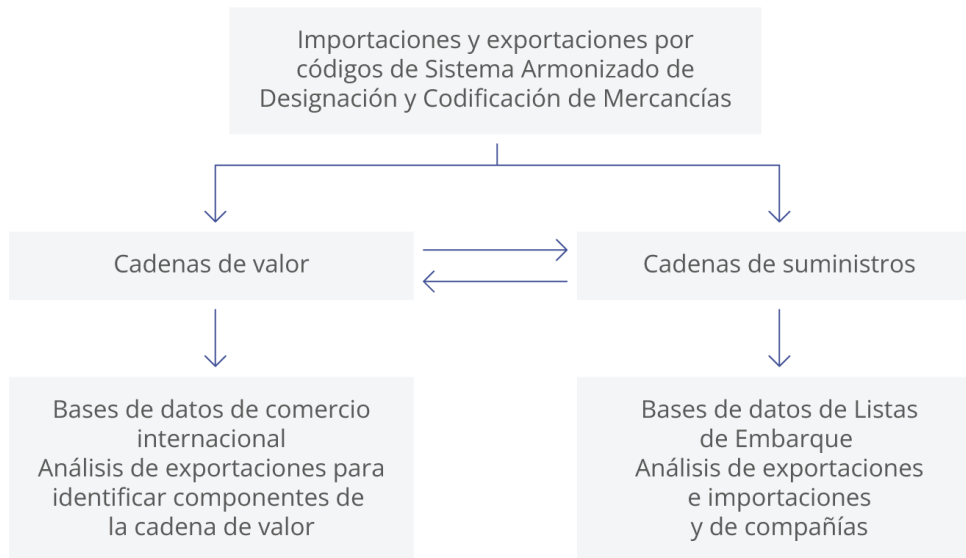 Importaciones y exportaciones por
códigos de Sistema Armonizado de
Designación y Codificación de Mercancías
Cadenas de valor
Cadenas de suministros
Bases de datos de comercio
internacional
Análisis de exportaciones para
identificar componentes de
la cadena de valor
Bases de datos de Listas
de Embarque
Análisis de exportaciones
e importaciones
y de compañías